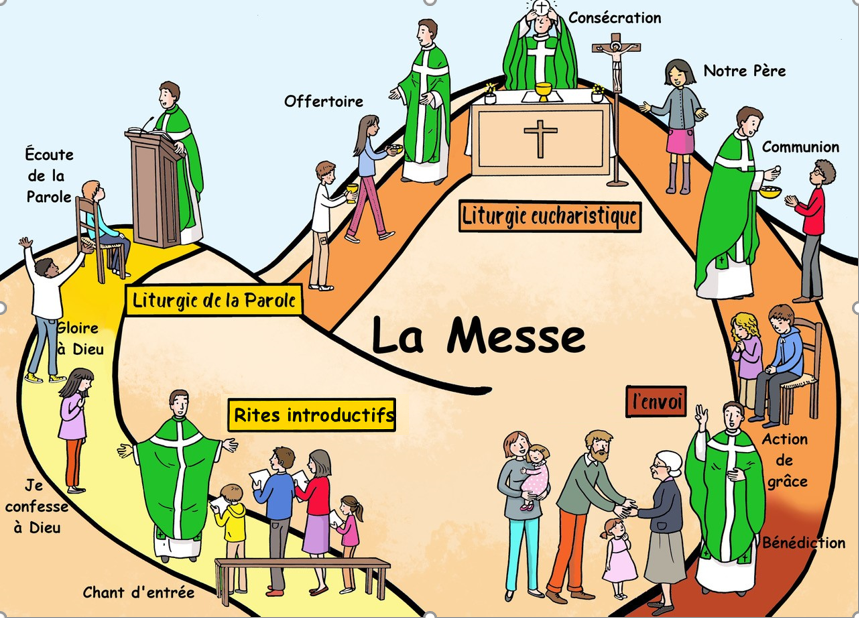 La Messe
Rites introductifs
Chant d'entrée
Je
confesse
à Dieu
Gloire
à Dieu
Liturgie de la Parole
Écoute
de la
Parole
Liturgie eucharistique
Offertoire
Consécration
Notre Père
Communion
Action
de
grâce
l'envoi
Bénédiction